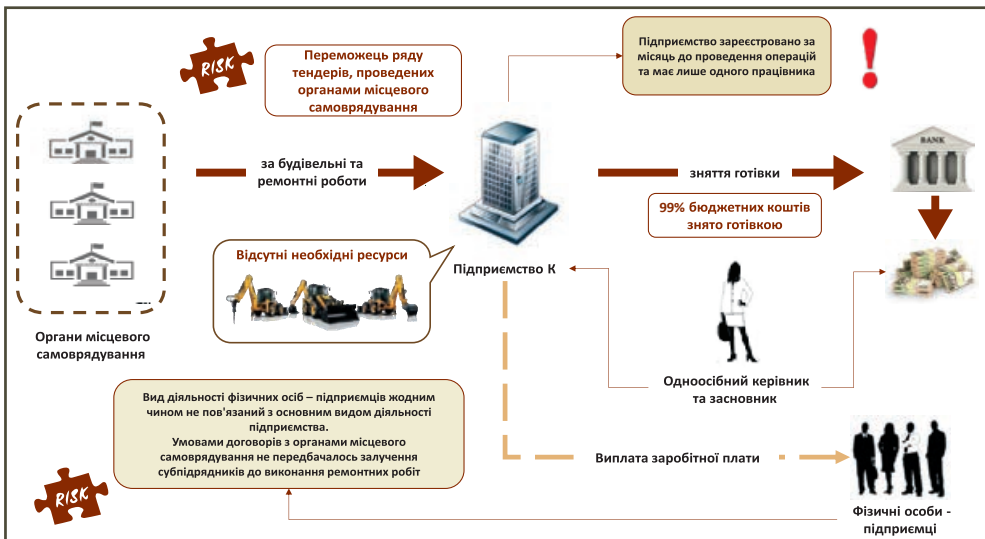 RISK
Переможець ряду
тендерів, проведених
органами місцевого
самоврядування
Підприємство зареєстровано за
місяць до проведення операцій
та має лише одного працівника
за будівельні та
ремонтні роботи
зняття готівки
BANK
99% бюджетних коштів
знято готівкою
Відсутні необхідні ресурси
Підприємство К
Органи місцевого
самоврядування
Одноосібний керівник
та засновник
Вид діяльності фізичних осіб – підприємців жодним
чином не пов'язаний з основним видом діяльності
підприємства.
Умовами договорів з органами місцевого
самоврядування не передбачалось залучення
субпідрядників до виконання ремонтних робіт
Виплата заробітної плати
RISK
Фізичні особи -
підприємці